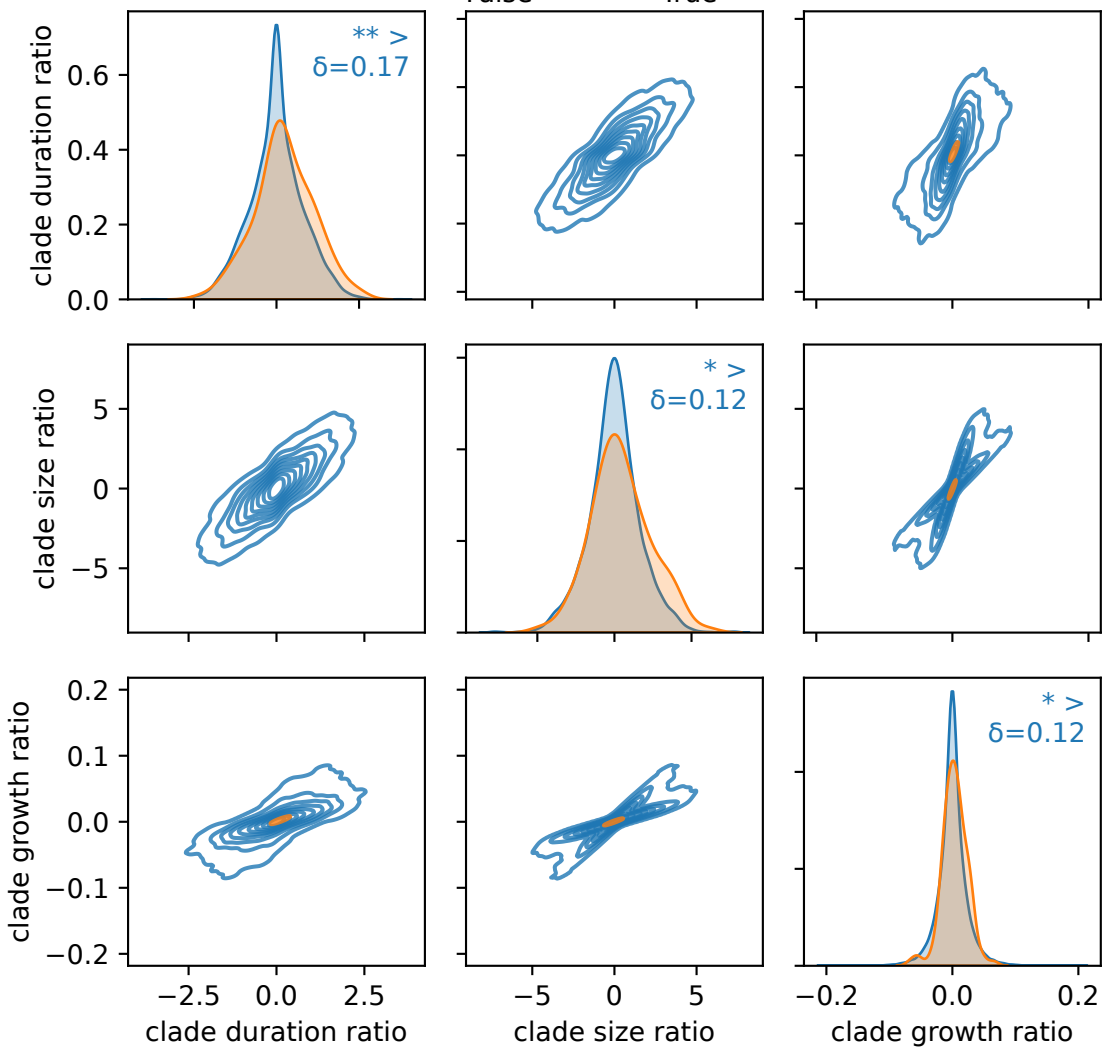 False True
clade duration ratio
0.6
0.4
0.2
0.0
** >
δ=0.17
clade size ratio
5
0
−5
* >
δ=0.12
clade growth ratio
0.2
0.1
0.0
−0.1
−0.2
* >
δ=0.12
−2.5 0.0 2.5
−5 0 5
−0.2 0.0 0.2
clade duration ratio
clade size ratio
clade growth ratio